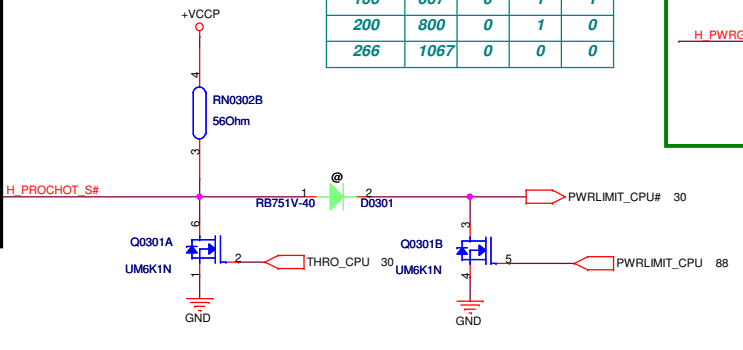 +VCCP
200 800 0 1 0
266 1067 0 0 0
H_PWRG
4
RN0302B
56Ohm
3
H_PROCHOT_S#
@
1
2
RB751V-40
D0301
PWRLIMIT_CPU# 30
6
3
Q0301A
Q0301B
2
THRO_CPU 30
5
PWRLIMIT_CPU 88
UM6K1N
UM6K1N
1
4
GND
GND